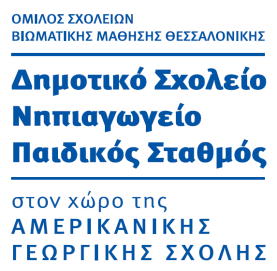 ΟΜΙΛΟΣ ΣΧΟΛΕΙΩΝ
ΒΙΩΜΑΤΙΚΗΣ ΜΑΘΗΣΗΣ ΘΕΣΣΑΛΟΝΙΚΗΣ
Δημοτικό Σχολείο
Νηπιαγωγείο
Παιδικός Σταθμός
στον χώρο της
ΑΜΕΡΙΚΑΝΙΚΗΣ
ΓΕΩΡΓΙΚΗΣ ΣΧΟΛΗΣ